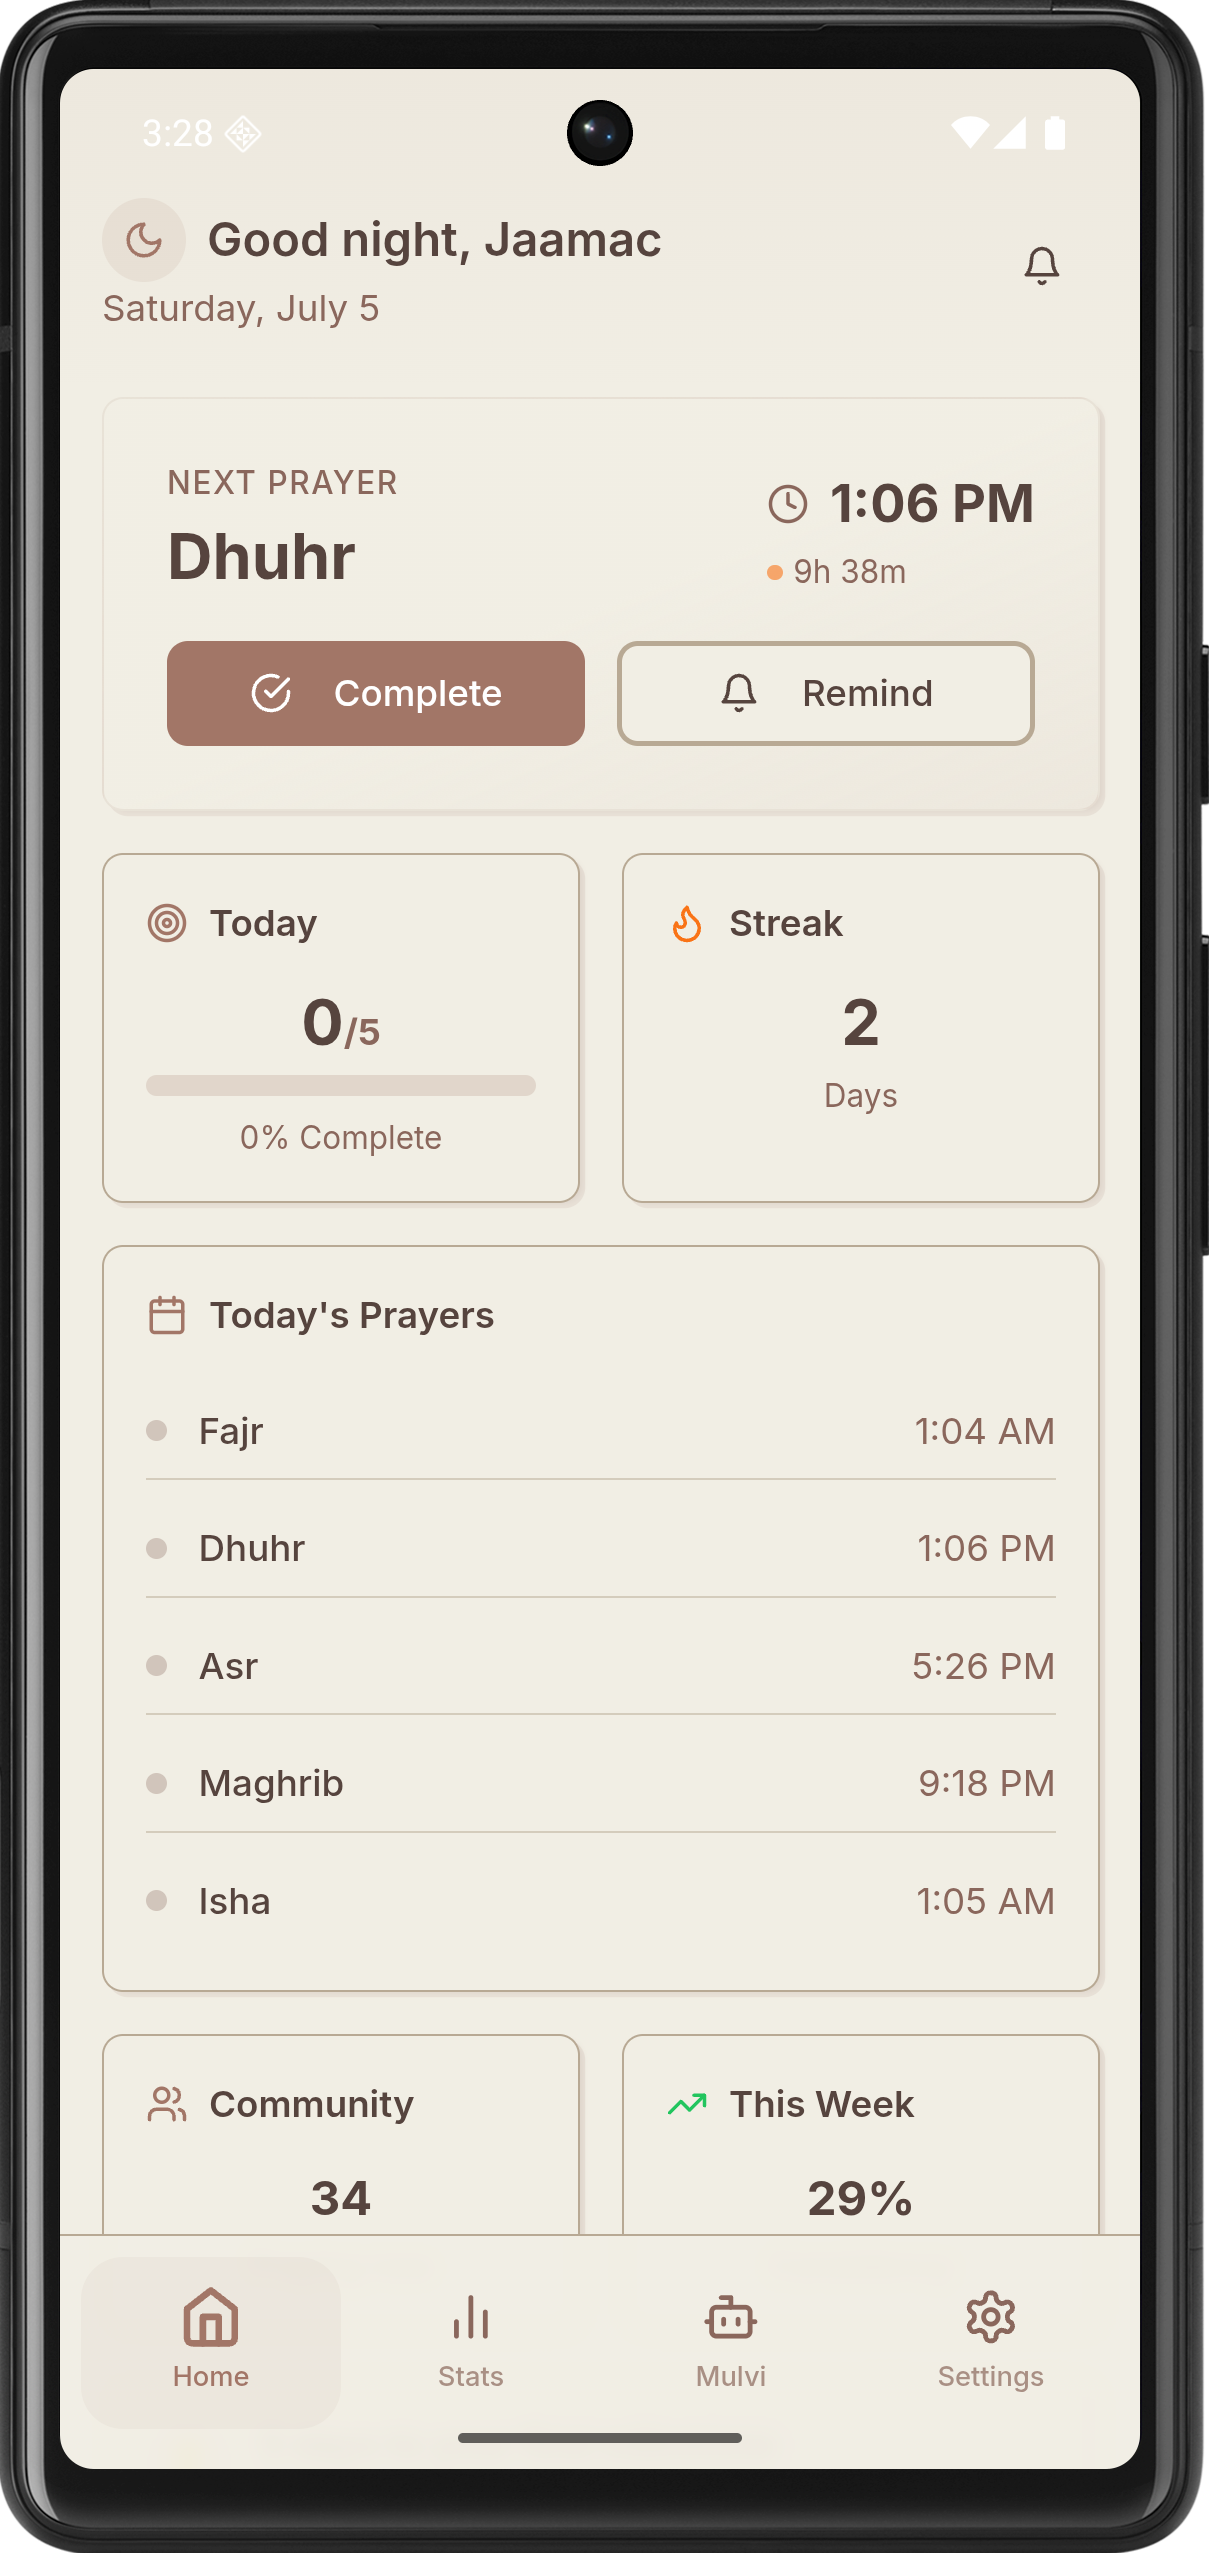 3:28
Good night, Jaamac
Saturday, July 5
NEXT PRAYER
Dhuhr
1:06 PM
9h 38m
Complete
Remind
Today
0/5
0% Complete
Streak
2
Days
Today's Prayers
Fajr 1:04 AM
Dhuhr 1:06 PM
Asr 5:26 PM
Maghrib 9:18 PM
Isha 1:05 AM
Community
34
This Week
29%
Home
Stats
Mulvi
Settings